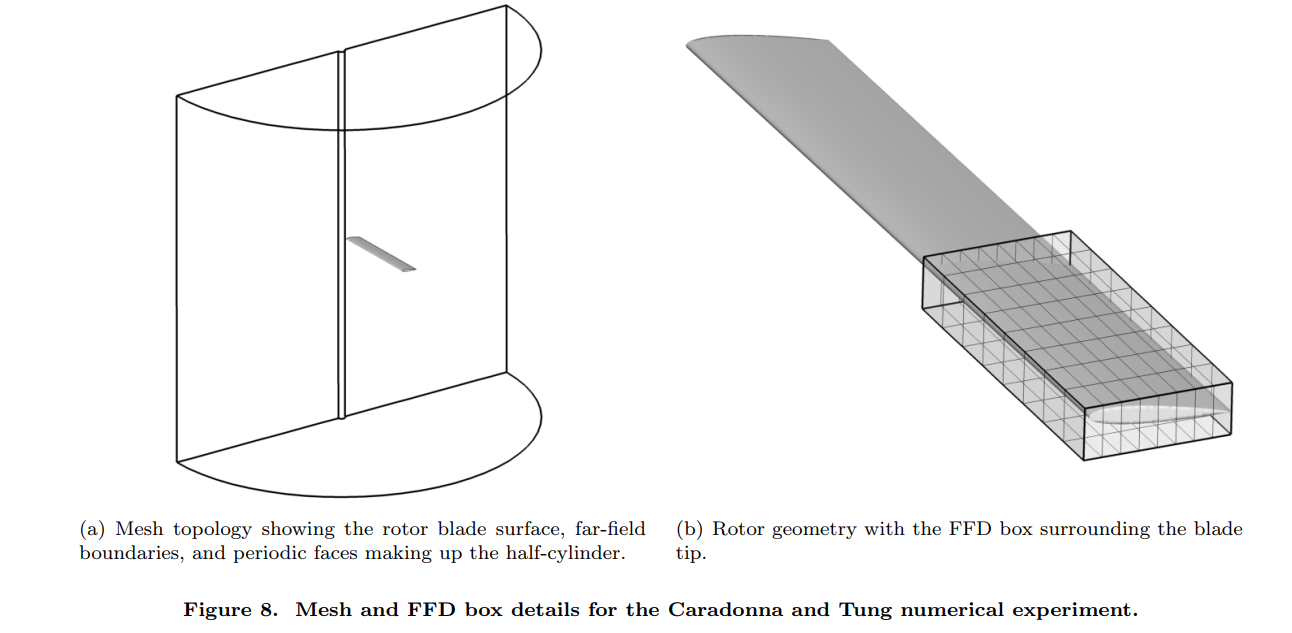 (a) Mesh topology showing the rotor blade surface, far-field
boundaries, and periodic faces making up the half-cylinder.
(b) Rotor geometry with the FFD box surrounding the blade
tip.
Figure 8. Mesh and FFD box details for the Caradonna and Tung numerical experiment.